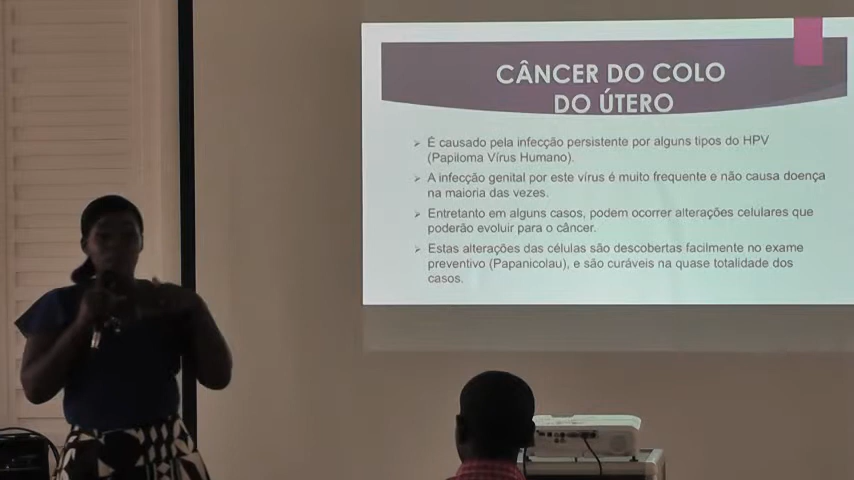 CÂNCER DO COLO
DO ÚTERO
➢ É causado pela infecção persistente por alguns tipos do HPV
(Papiloma Vírus Humano).
➢ A infecção genital por este vírus é muito frequente e não causa doença
na maioria das vezes.
➢ Entretanto em alguns casos, podem ocorrer alterações celulares que
poderão evoluir para o câncer.
➢ Estas alterações das células são descobertas facilmente no exame
preventivo (Papanicolau), e são curáveis na quase totalidade dos
casos.